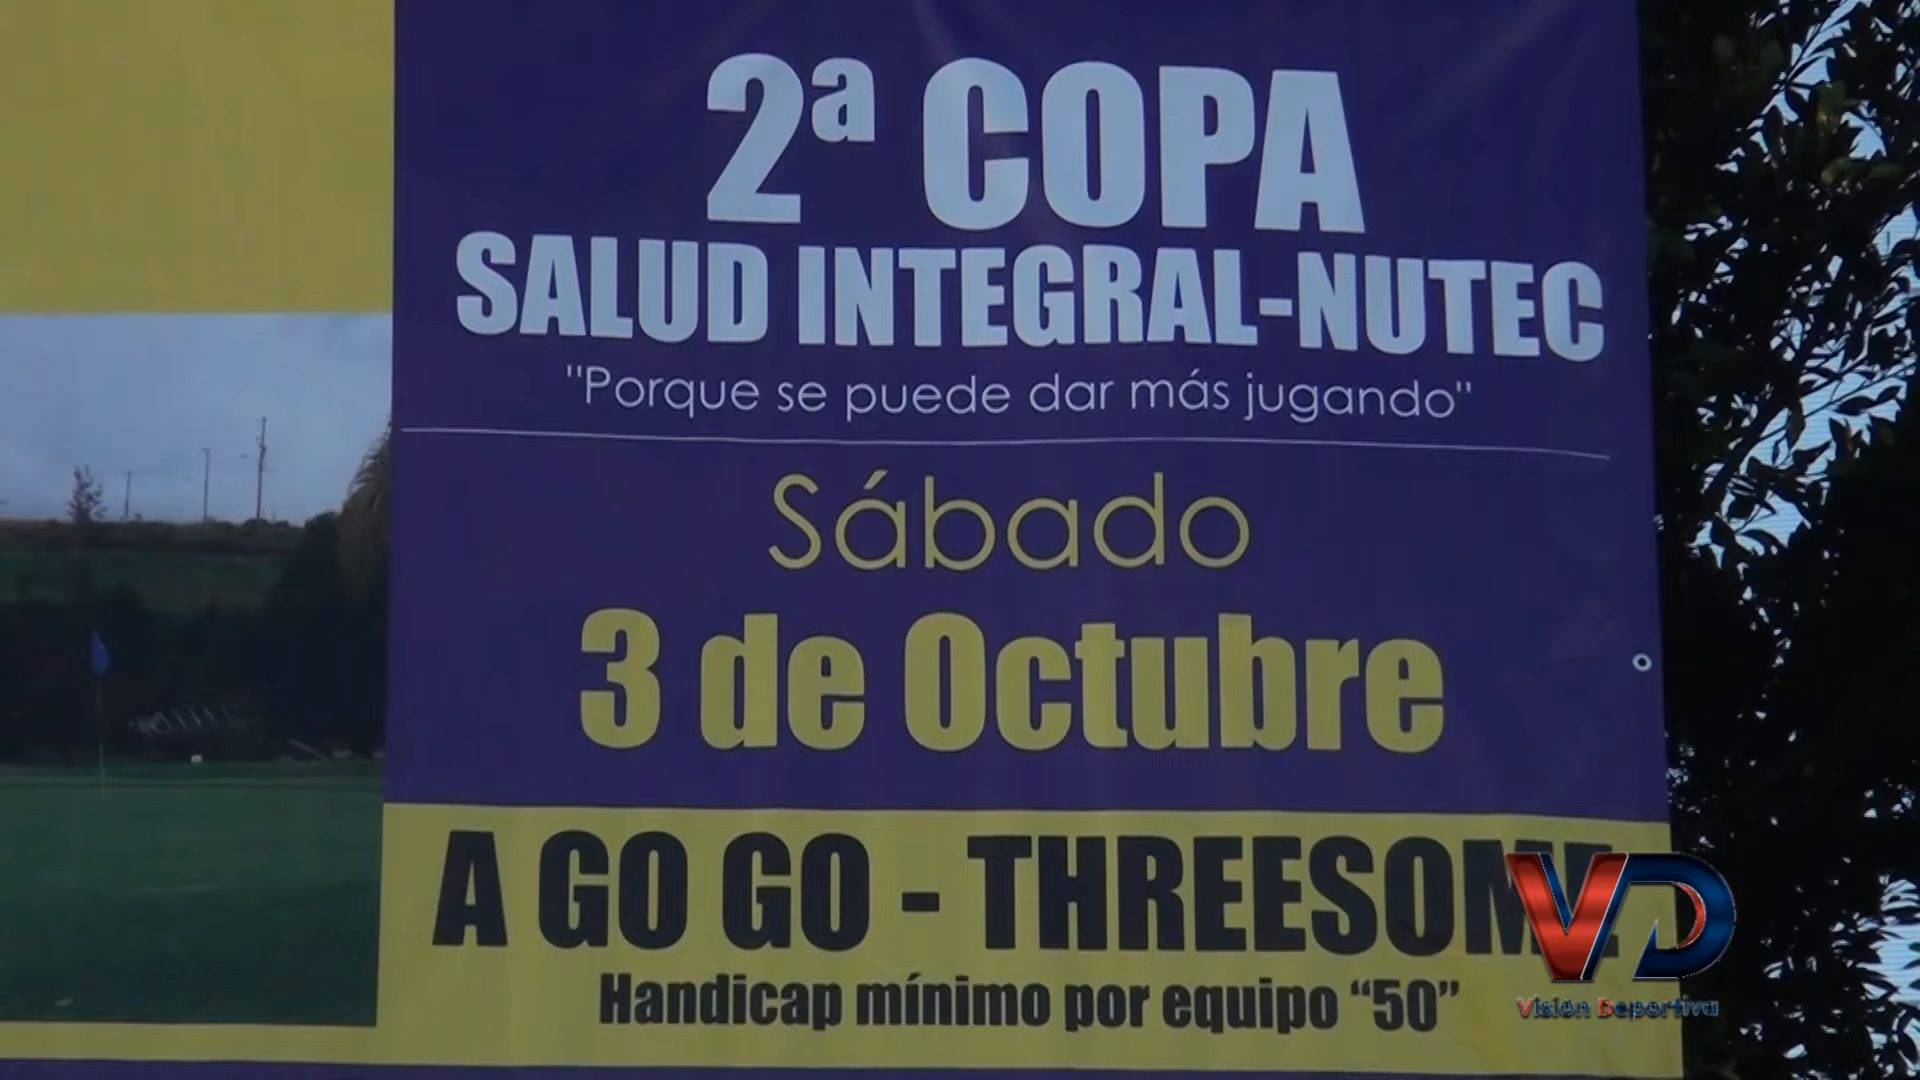 2ª COPA
SALUD INTEGRAL-NUTEC
"Porque se puede dar más jugando"
Sábado
3 de Octubre
A GO GO - THREESOME
Handicap mínimo por equipo “50”
VD
Visión Deportiva